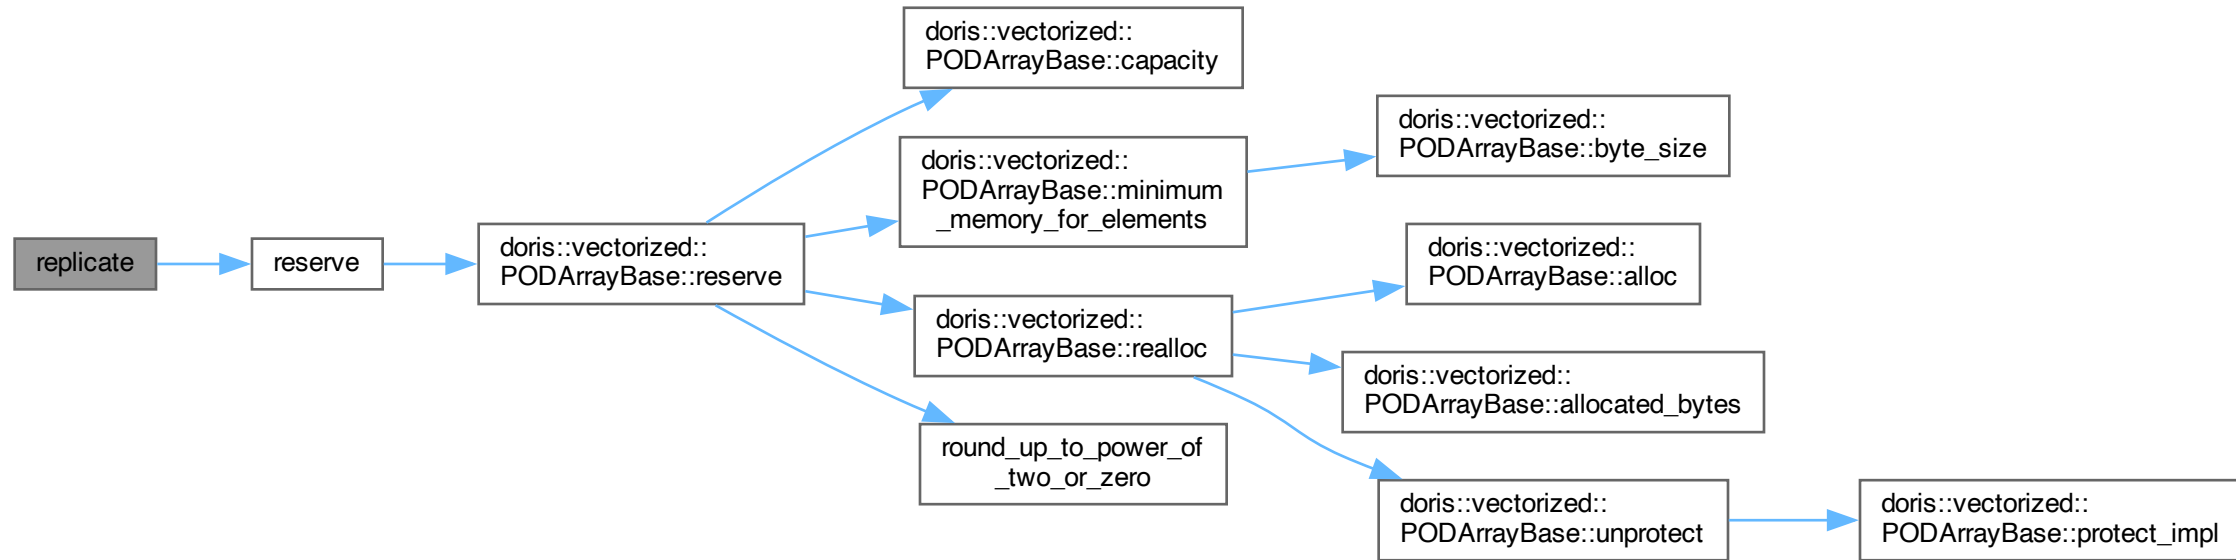 replicate
reserve
doris::vectorized::
PODArrayBase::reserve
doris::vectorized::
PODArrayBase::capacity
doris::vectorized::
PODArrayBase::minimum
_memory_for_elements
doris::vectorized::
PODArrayBase::realloc
round_up_to_power_of
_two_or_zero
doris::vectorized::
PODArrayBase::byte_size
doris::vectorized::
PODArrayBase::alloc
doris::vectorized::
PODArrayBase::allocated_bytes
doris::vectorized::
PODArrayBase::unprotect
doris::vectorized::
PODArrayBase::protect_impl